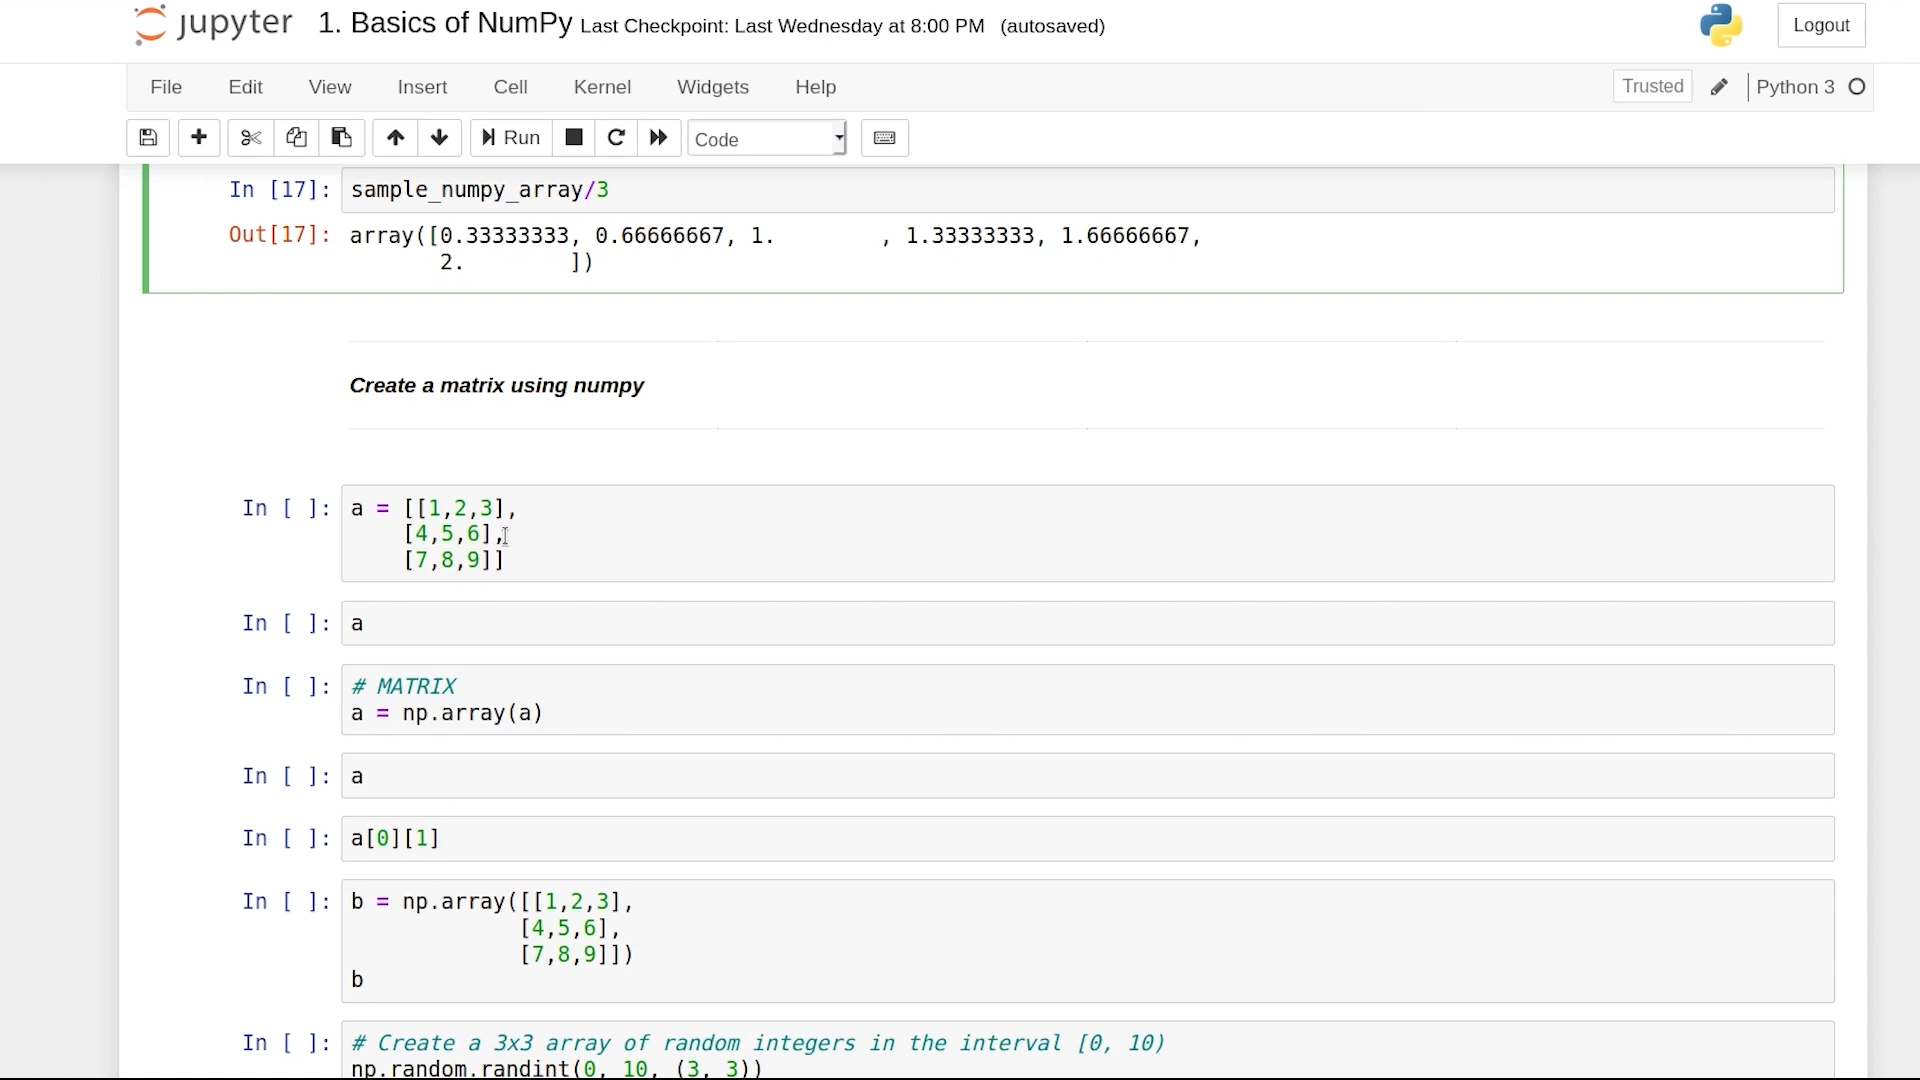 jupyter 1. Basics of NumPy Last Checkpoint: Last Wednesday at 8:00 PM (autosaved) Logout
File Edit View Insert Cell Kernel Widgets Help Trusted Python 3
Run Code
In [17]: sample_numpy_array/3
Out[17]: array([0.33333333, 0.66666667, 1.        , 1.33333333, 1.66666667,
       2.        ])
Create a matrix using numpy
In [ ]: a = [[1,2,3],
    [4,5,6],
    [7,8,9]]
In [ ]: a
In [ ]: # MATRIX
a = np.array(a)
In [ ]: a
In [ ]: a[0][1]
In [ ]: b = np.array([[1,2,3],
             [4,5,6],
             [7,8,9]])
b
In [ ]: # Create a 3x3 array of random integers in the interval [0, 10)
np.random.randint(0, 10, (3, 3))